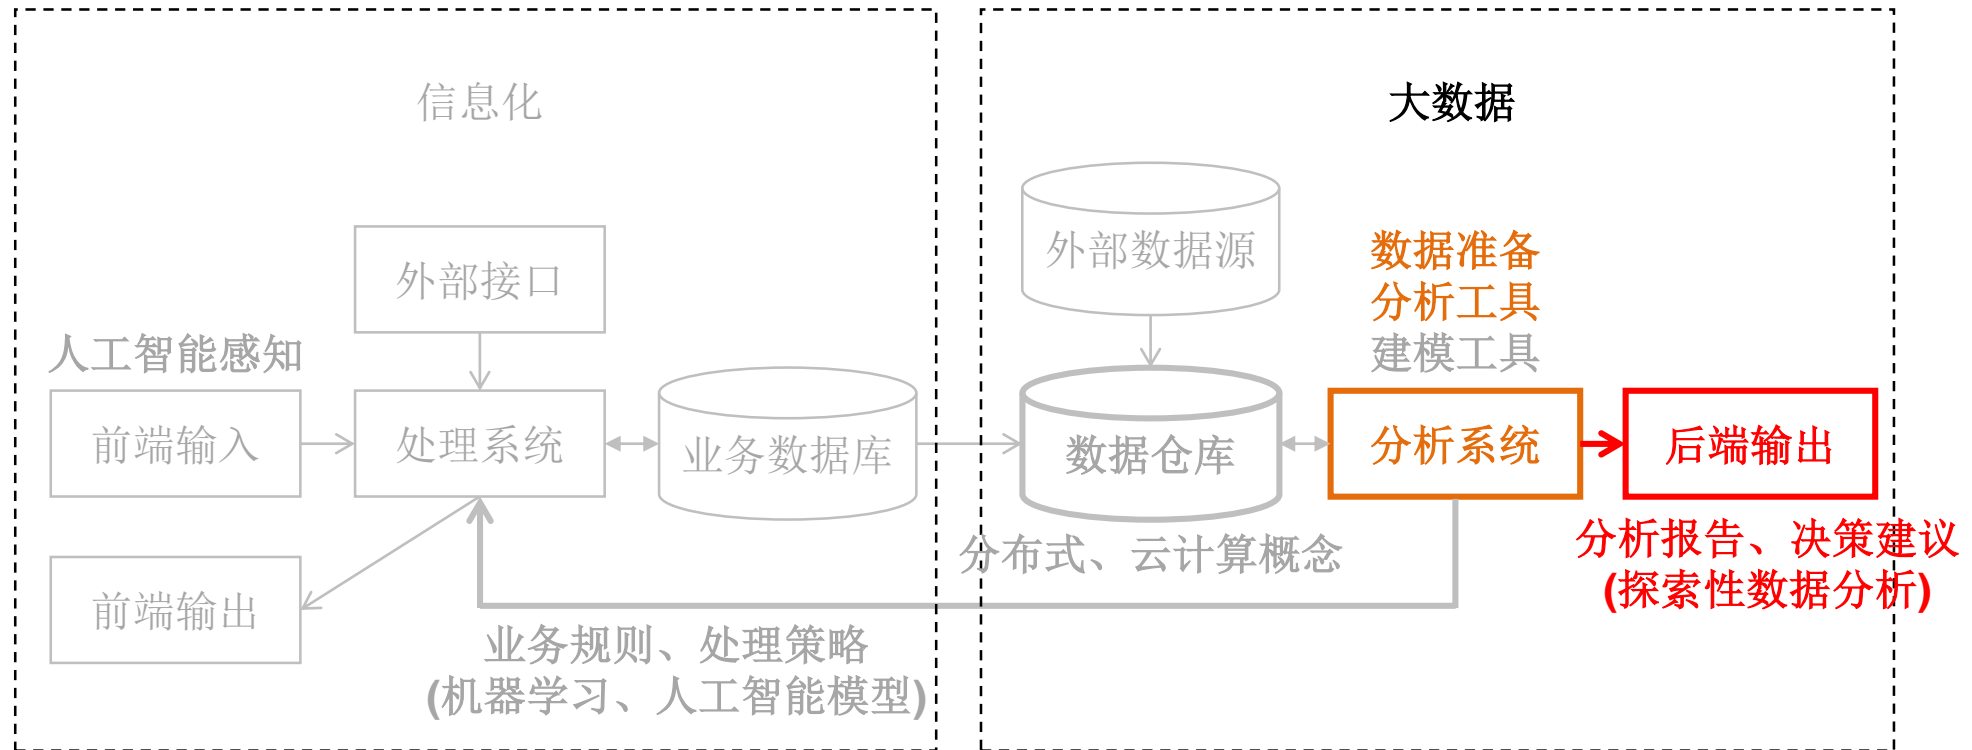 信息化
大数据
外部接口
外部数据源
数据准备
分析工具
建模工具
人工智能感知
前端输入
处理系统
业务数据库
数据仓库
分析系统
后端输出
分布式、云计算概念
分析报告、决策建议
(探索性数据分析)
前端输出
业务规则、处理策略
(机器学习、人工智能模型)